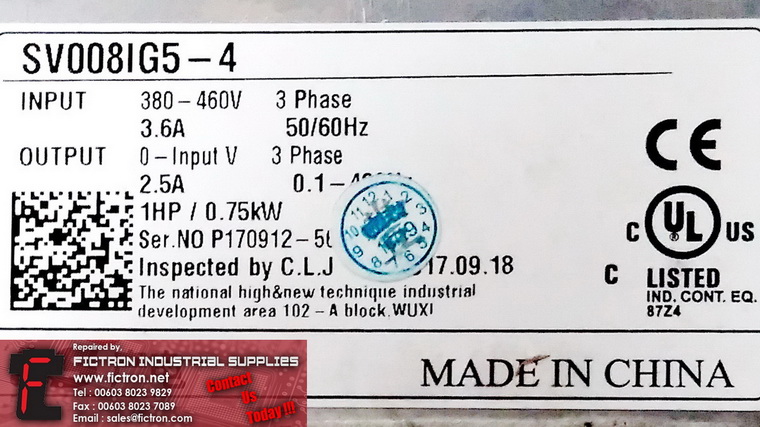 SV008IG5-4
INPUT 380-460V 3 Phase
3.6A 50/60Hz
OUTPUT 0-Input V 3 Phase
2.5A
1HP / 0.75kW
Ser.NO
Inspected by C.L.J 17.09.18
The national high&new technique industrial
development area 102-A block,WUXI
CE
C UL US
C LISTED
IND. CONT. EQ.
87Z4
MADE IN CHINA
Repaired by,
FICTRON INDUSTRIAL SUPPLIES
www.fictron.net
Tel : 00603 8023 9829
Fax : 00603 8023 7089
Email : sales@fictron.com
Contact
Us
Today !!!